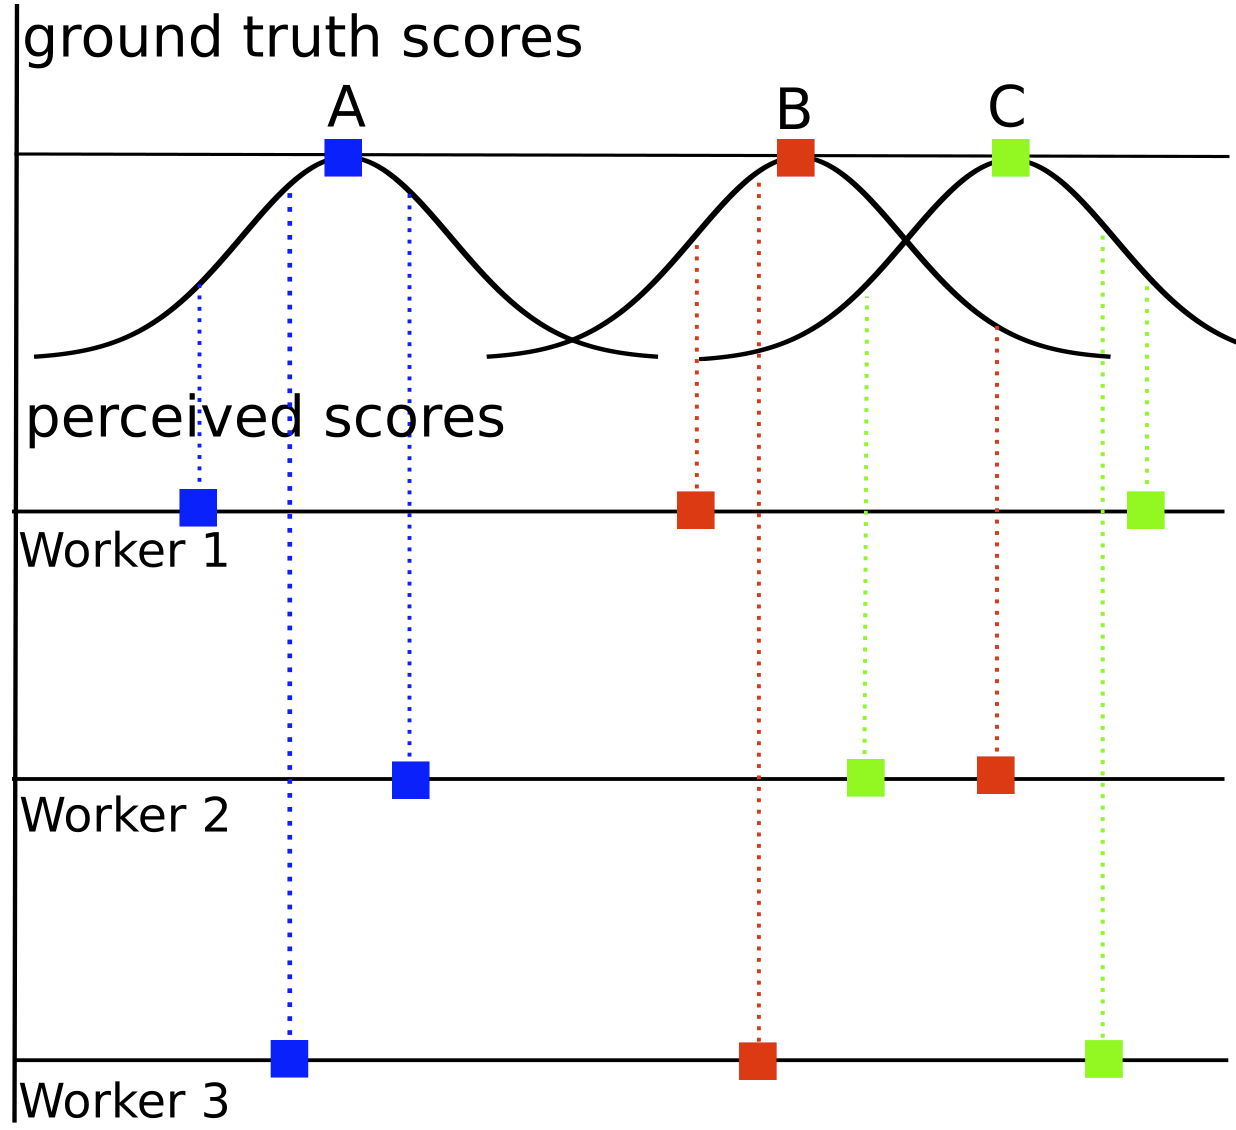 ground truth scores
A
B
C
perceived scores
Worker 1
Worker 2
Worker 3